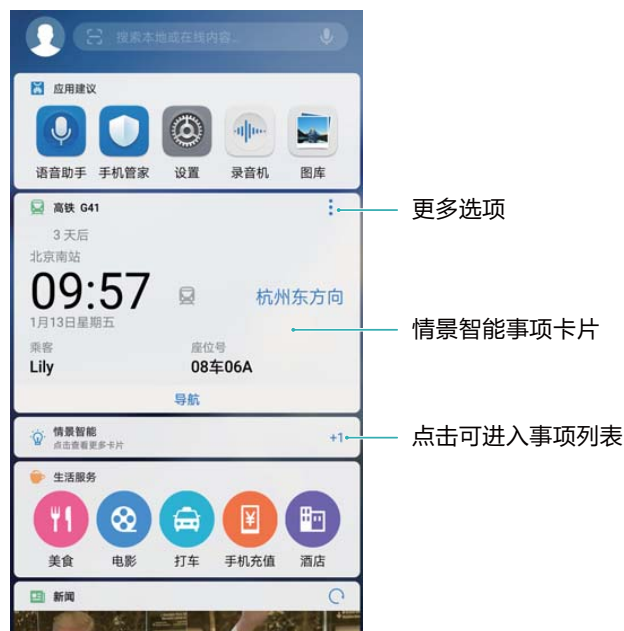 搜索本地或在线内容...
应用建议
语音助手 手机管家 设置 录音机 图库
高铁 G41
更多选项
3 天后
北京南站
09:57
杭州东方向
1月13日星期五
情景智能事项卡片
乘客 座位号
Lily 08车06A
导航
情景智能
点击查看更多卡片
+1
点击可进入事项列表
生活服务
美食 电影 打车 手机充值 酒店
新闻